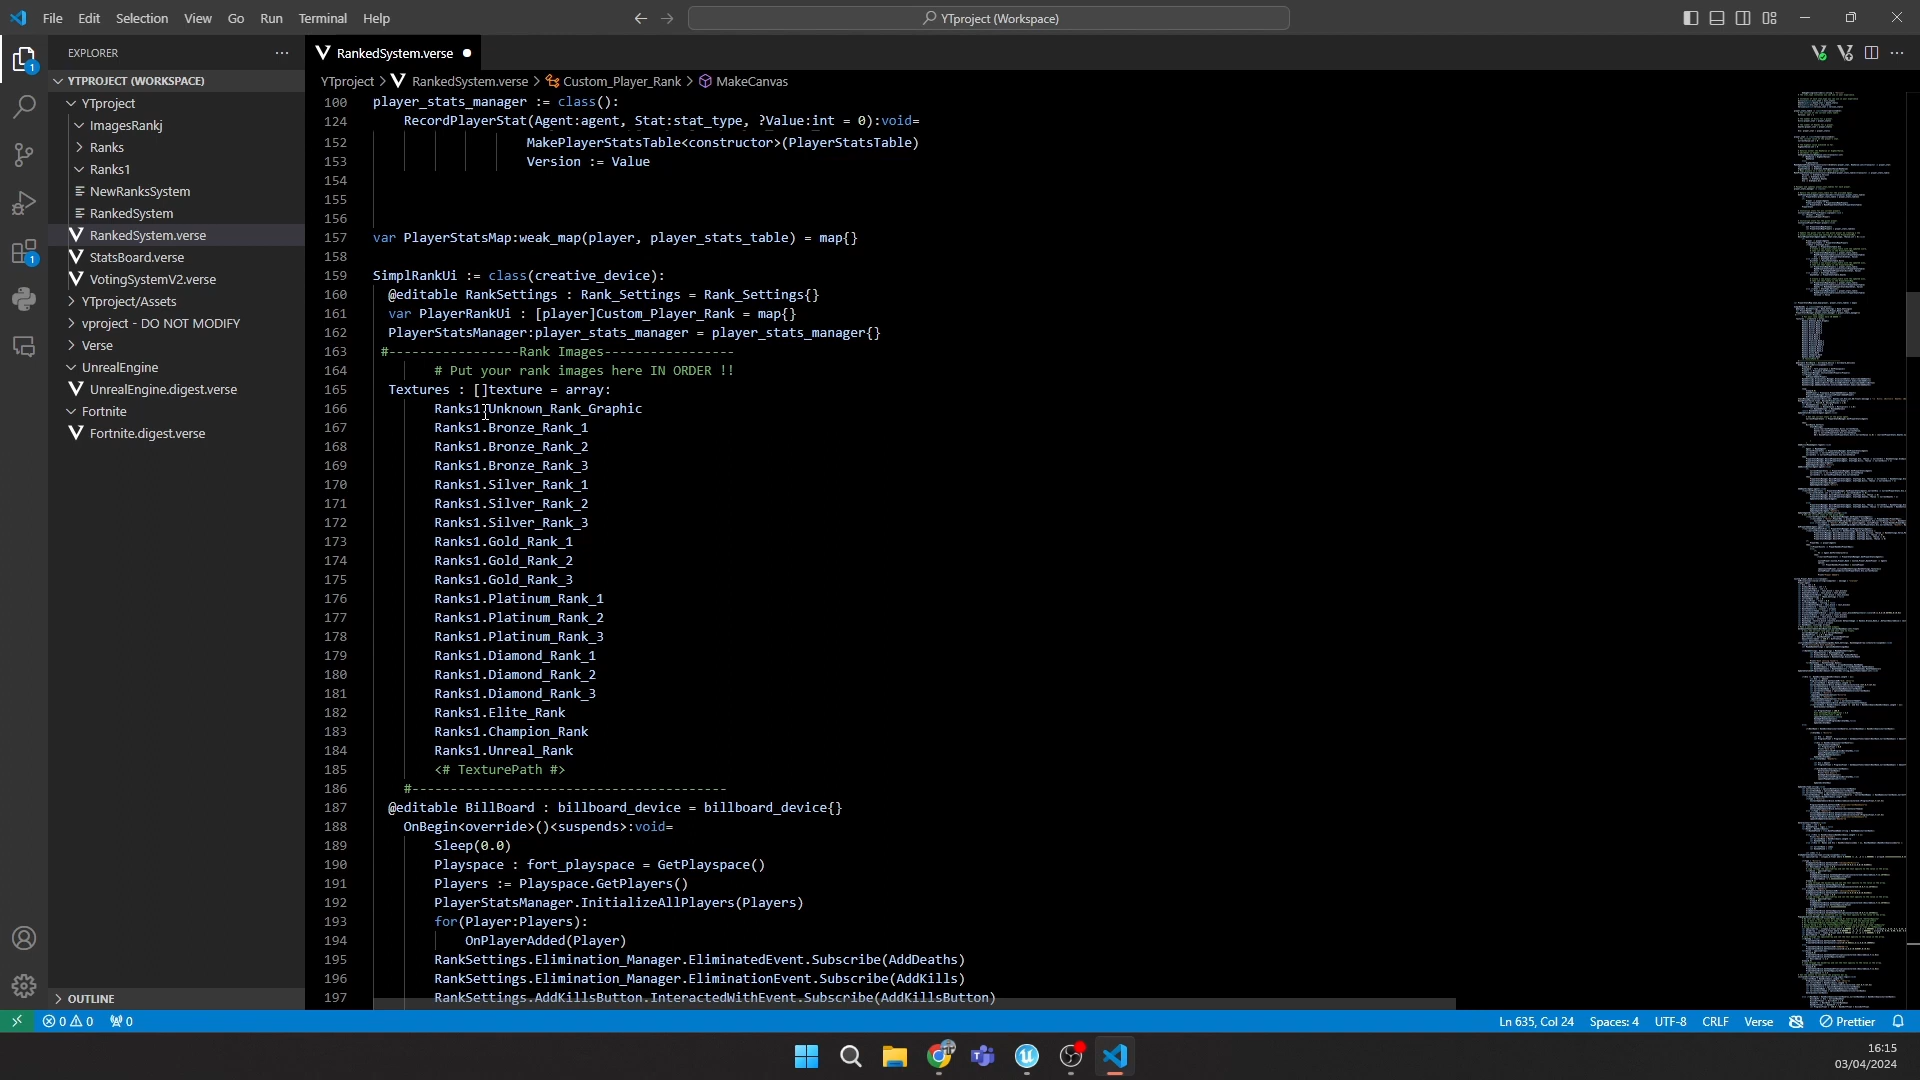 File Edit Selection View Go Run Terminal Help
YTproject (Workspace)
EXPLORER
RankedSystem.verse
YTPROJECT (WORKSPACE)
YTproject
ImagesRankj
Ranks
Ranks1
NewRanksSystem
RankedSystem
RankedSystem.verse
StatsBoard.verse
VotingSystemV2.verse
YTproject/Assets
vproject - DO NOT MODIFY
Verse
UnrealEngine
UnrealEngine.digest.verse
Fortnite
Fortnite.digest.verse
OUTLINE
YTproject > RankedSystem.verse > Custom_Player_Rank > MakeCanvas
100 player_stats_manager := class():
124 RecordPlayerStat(Agent:agent, Stat:stat_type, ?Value:int = 0):void=
152 MakePlayerStatsTable<constructor>(PlayerStatsTable)
153 Version := Value
154
155
156
157 var PlayerStatsMap:weak_map(player, player_stats_table) = map{}
158
159 SimplRankUi := class(creative_device):
160 @editable RankSettings : Rank_Settings = Rank_Settings{}
161 var PlayerRankUi : [player]Custom_Player_Rank = map{}
162 PlayerStatsManager:player_stats_manager = player_stats_manager{}
163 #-----------------Rank Images-----------------
164 # Put your rank images here IN ORDER !!
165 Textures : []texture = array:
166 Ranks1.Unknown_Rank_Graphic
167 Ranks1.Bronze_Rank_1
168 Ranks1.Bronze_Rank_2
169 Ranks1.Bronze_Rank_3
170 Ranks1.Silver_Rank_1
171 Ranks1.Silver_Rank_2
172 Ranks1.Silver_Rank_3
173 Ranks1.Gold_Rank_1
174 Ranks1.Gold_Rank_2
175 Ranks1.Gold_Rank_3
176 Ranks1.Platinum_Rank_1
177 Ranks1.Platinum_Rank_2
178 Ranks1.Platinum_Rank_3
179 Ranks1.Diamond_Rank_1
180 Ranks1.Diamond_Rank_2
181 Ranks1.Diamond_Rank_3
182 Ranks1.Elite_Rank
183 Ranks1.Champion_Rank
184 Ranks1.Unreal_Rank
185 <# TexturePath #>
186 #-----------------------------------------
187 @editable BillBoard : billboard_device = billboard_device{}
188 OnBegin<override>()<suspends>:void=
189 Sleep(0.0)
190 Playspace : fort_playspace = GetPlayspace()
191 Players := Playspace.GetPlayers()
192 PlayerStatsManager.InitializeAllPlayers(Players)
193 for(Player:Players):
194 OnPlayerAdded(Player)
195 RankSettings.Elimination_Manager.EliminatedEvent.Subscribe(AddDeaths)
196 RankSettings.Elimination_Manager.EliminationEvent.Subscribe(AddKills)
197 RankSettings.AddKillsButton.InteractedWithEvent.Subscribe(AddKillsButton)
0 0 0
Ln 635, Col 24 Spaces: 4 UTF-8 CRLF Verse Prettier
16:15
03/04/2024